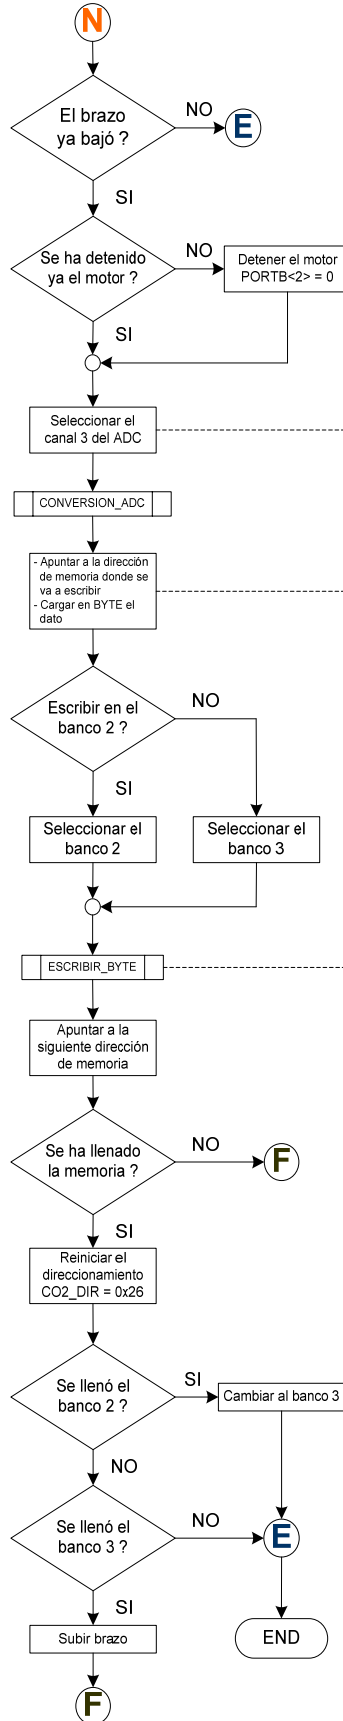 N
El brazo
ya bajó ?
NO
E
SI
Se ha detenido
ya el motor ?
NO
Detener el motor
PORTB<2> = 0
SI
Seleccionar el
canal 3 del ADC
CONVERSION_ADC
- Apuntar a la dirección
de memoria donde se
va a escribir
- Cargar en BYTE el
dato
Escribir en el
banco 2 ?
NO
SI
Seleccionar el
banco 2
Seleccionar el
banco 3
ESCRIBIR_BYTE
Apuntar a la
siguiente dirección
de memoria
Se ha llenado
la memoria ?
NO
F
SI
Reiniciar el
direccionamiento
CO2_DIR = 0x26
Se llenó el
banco 2 ?
SI
Cambiar al banco 3
NO
Se llenó el
banco 3 ?
NO
E
SI
Subir brazo
END
F